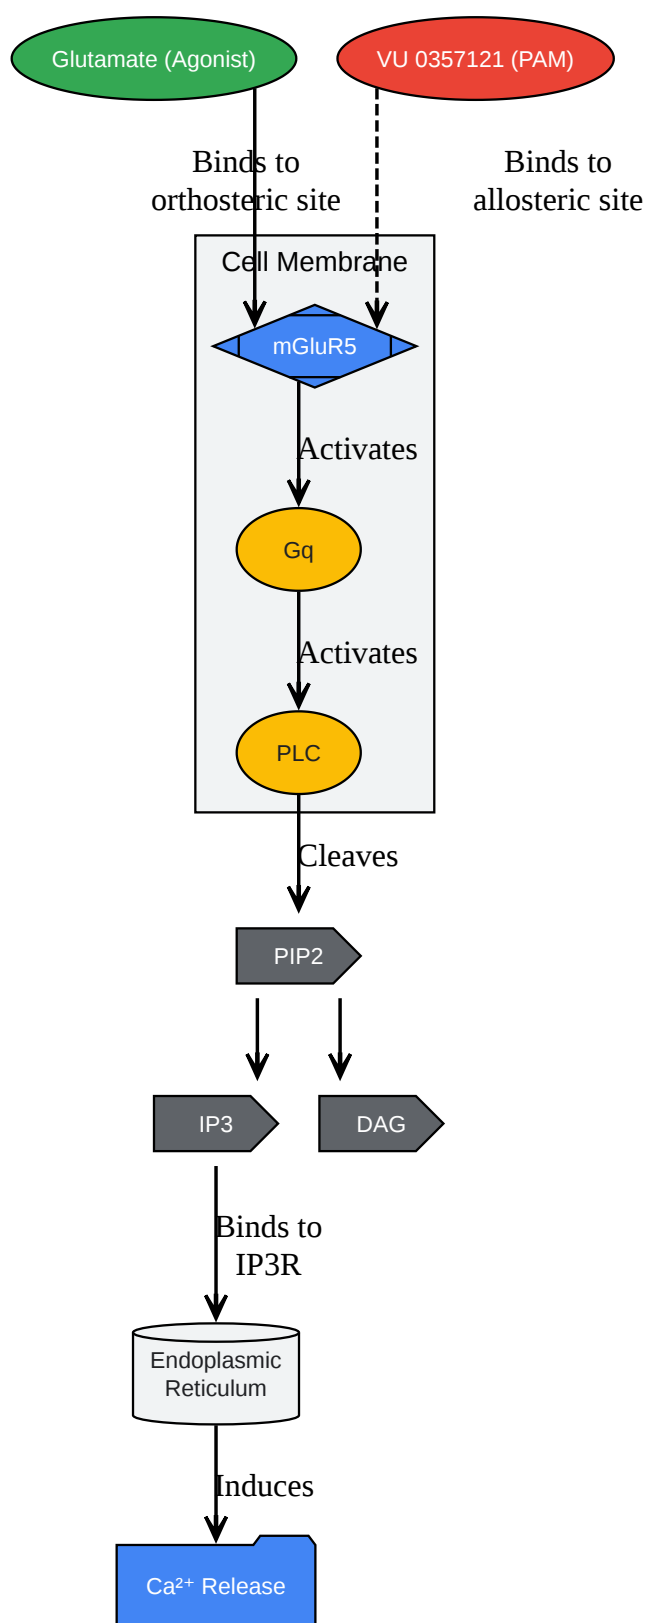 Glutamate (Agonist)
VU 0357121 (PAM)
Binds to
orthosteric site
Binds to
allosteric site
Cell Membrane
mGluR5
Activates
Gq
Activates
PLC
Cleaves
PIP2
IP3
DAG
Binds to
IP3R
Endoplasmic
Reticulum
Induces
Ca²⁺ Release